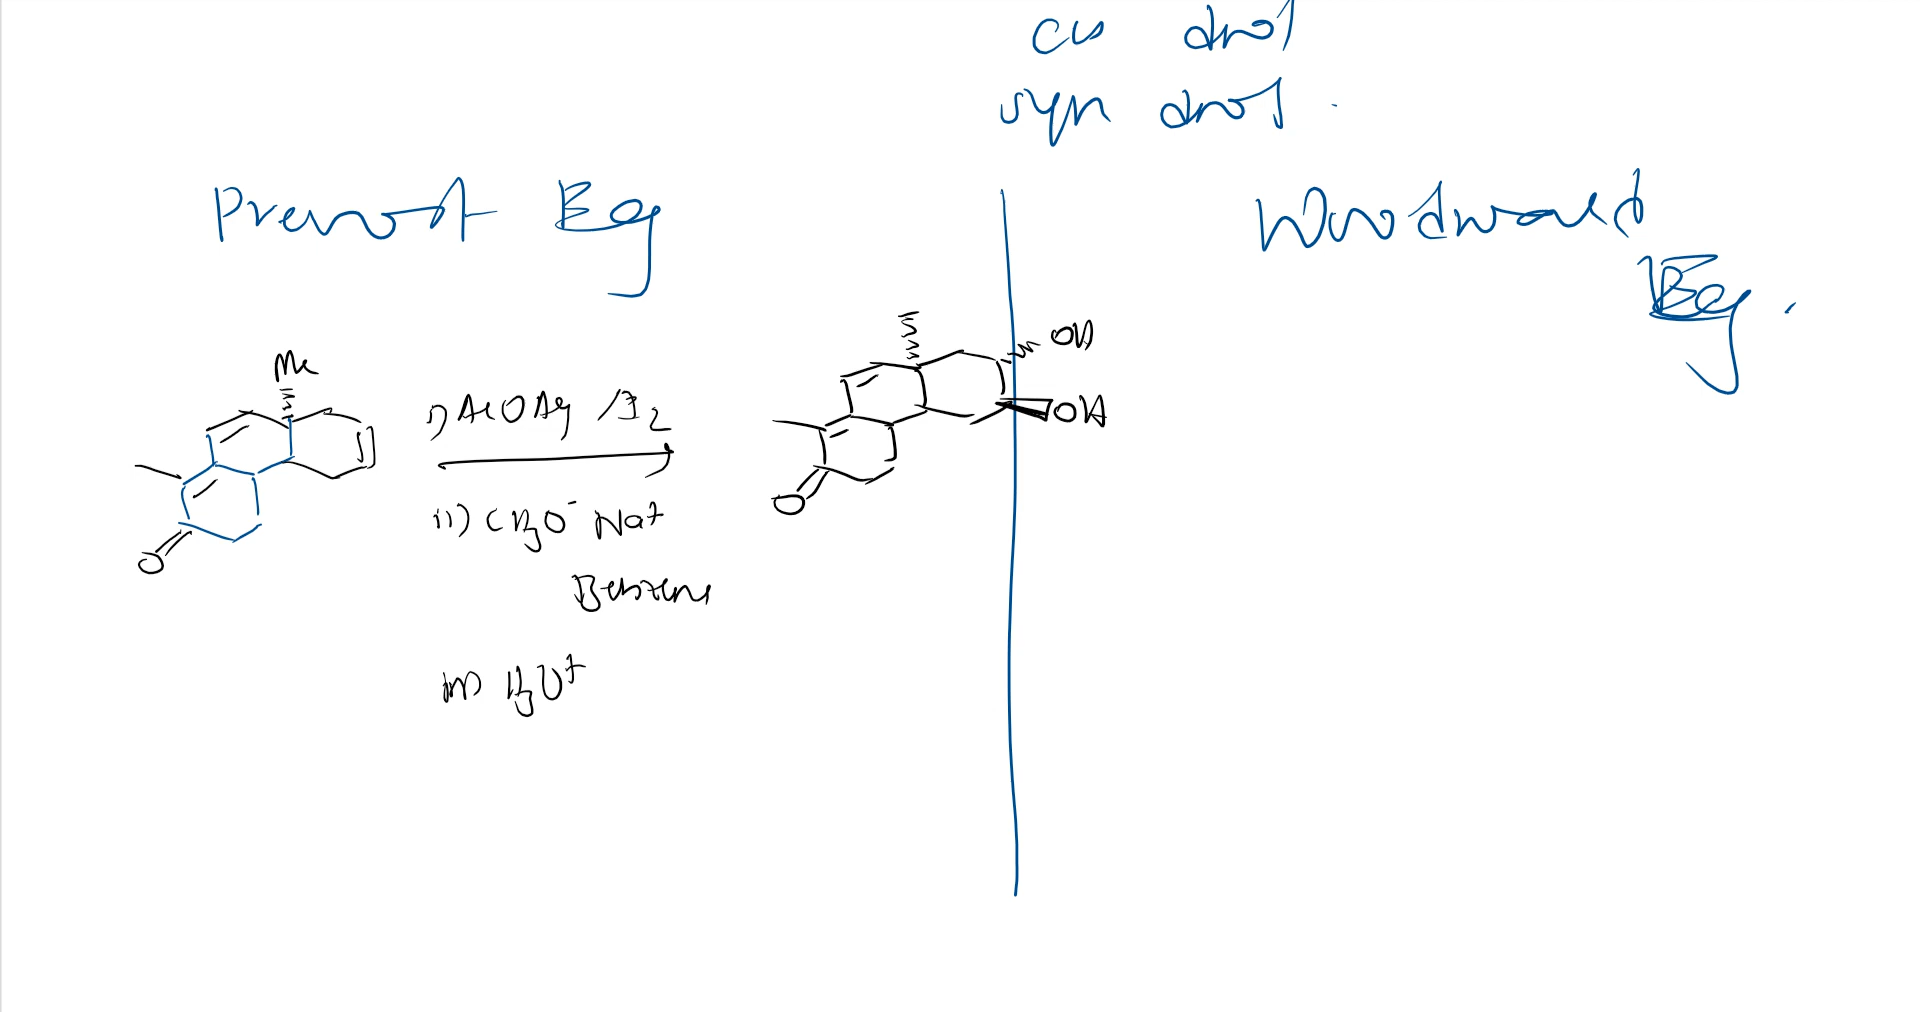 cis diol
syn diol.
Prevost Eg
Woodward
Eg.
OH
Me
i) AcOAg / I2
OH
O
ii) CH3O⁻ Na⁺
O
Benzene
iii) H3O⁺